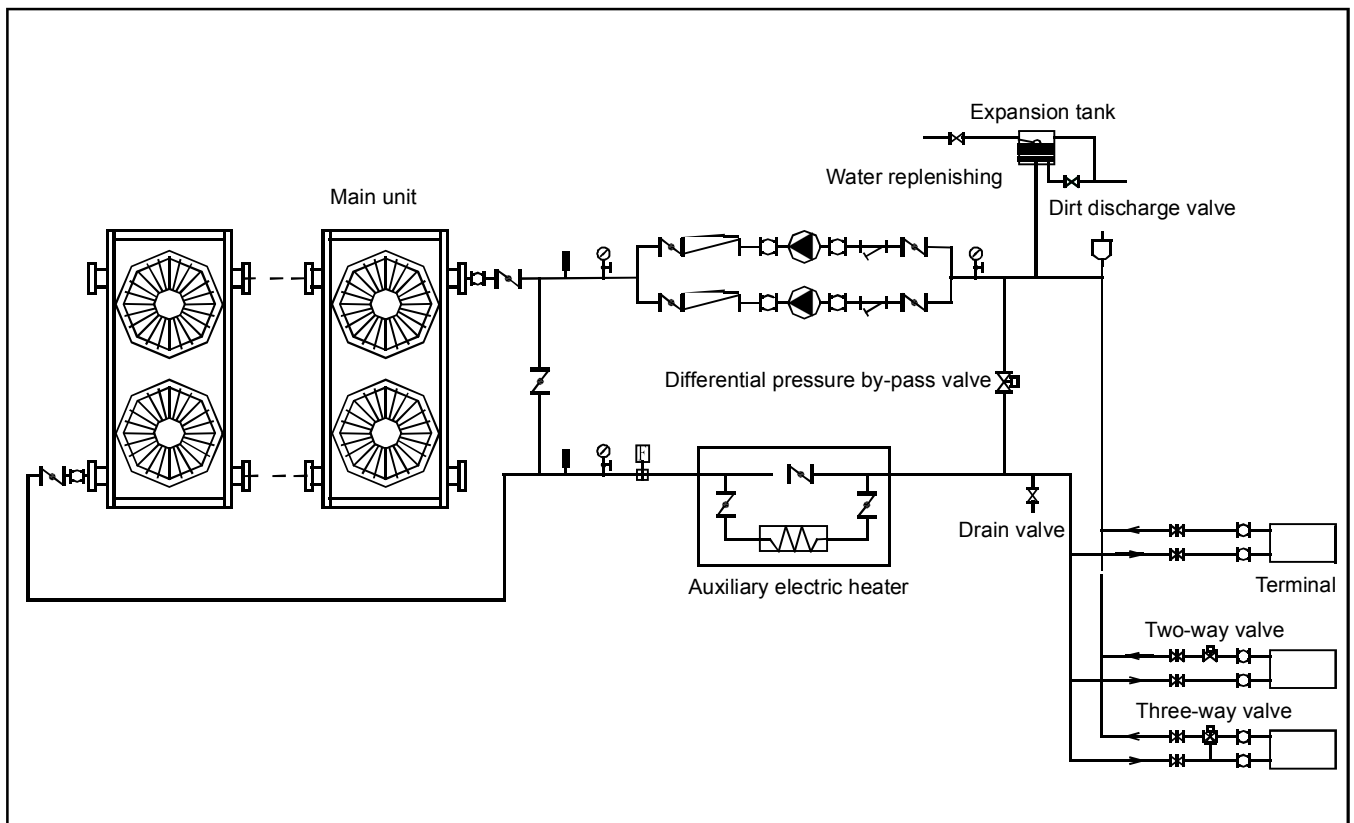 Expansion tank
Water replenishing
Main unit
Dirt discharge valve
Differential pressure by-pass valve
Drain valve
Auxiliary electric heater
Terminal
Two-way valve
Three-way valve